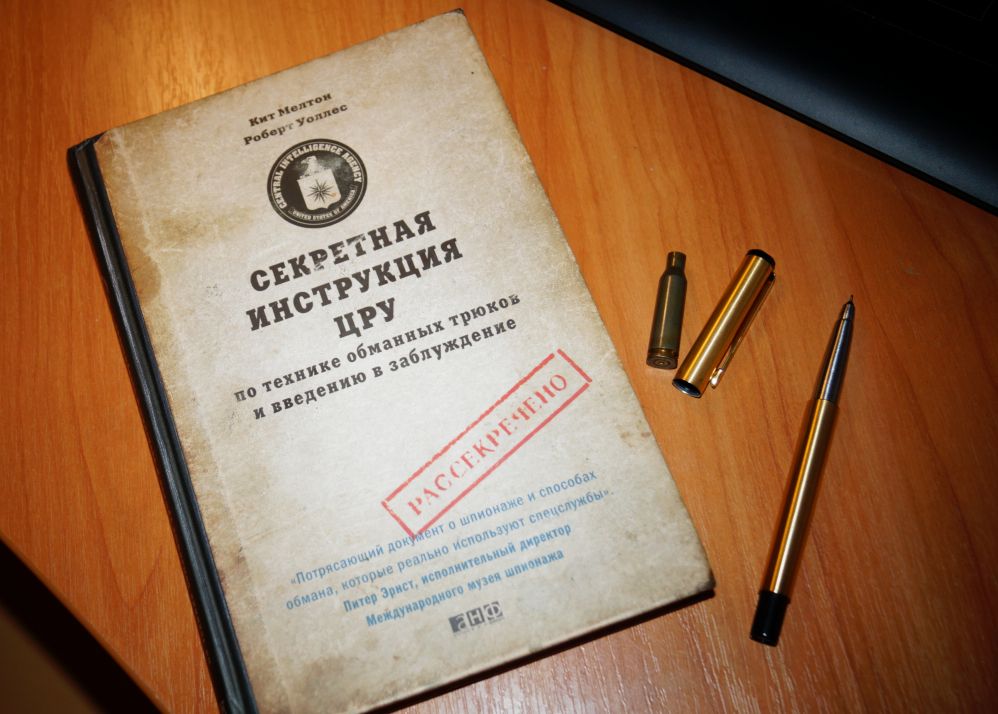 Кит Мелтон
Роберт Уоллес
CENTRAL INTELLIGENCE AGENCY
UNITED STATES OF AMERICA
СЕКРЕТНАЯ
ИНСТРУКЦИЯ
ЦРУ
по технике обманных трюков
и введению в заблуждение
РАССЕКРЕЧЕНО
«Потрясающий документ о шпионаже и способах
обмана, которые реально используют спецслужбы».
Питер Эрнст, исполнительный директор
Международного музея шпионажа
АНФ